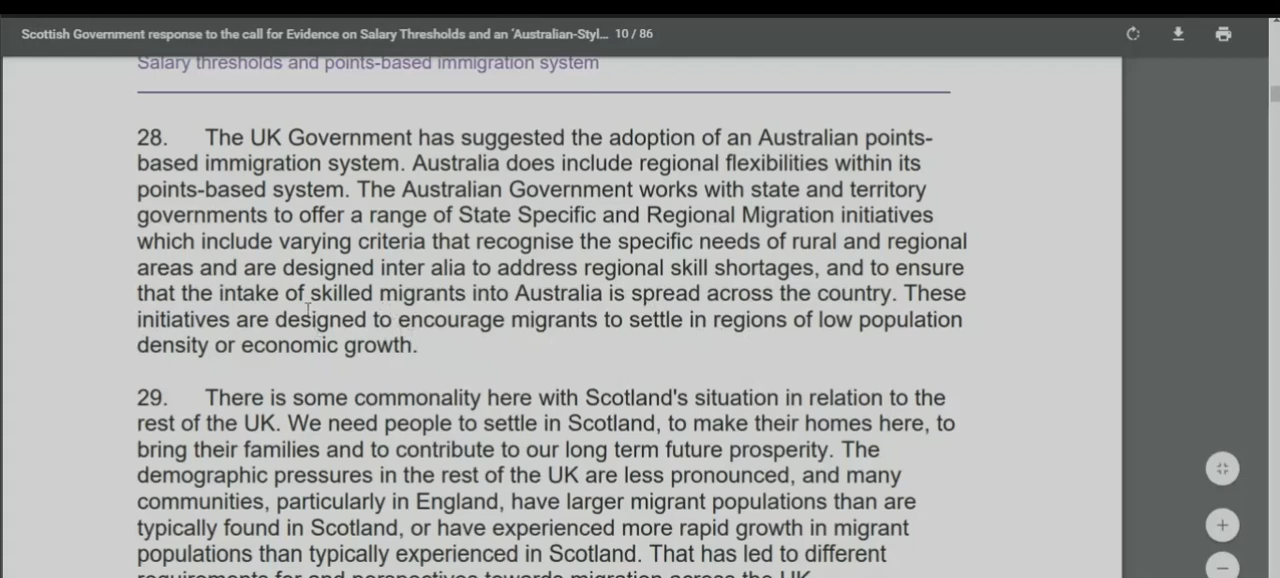 Scottish Government response to the call for Evidence on Salary Thresholds and an 'Australian-Styl... 10 / 86
Salary thresholds and points-based immigration system
28. The UK Government has suggested the adoption of an Australian points-
based immigration system. Australia does include regional flexibilities within its
points-based system. The Australian Government works with state and territory
governments to offer a range of State Specific and Regional Migration initiatives
which include varying criteria that recognise the specific needs of rural and regional
areas and are designed inter alia to address regional skill shortages, and to ensure
that the intake of skilled migrants into Australia is spread across the country. These
initiatives are designed to encourage migrants to settle in regions of low population
density or economic growth.
29. There is some commonality here with Scotland's situation in relation to the
rest of the UK. We need people to settle in Scotland, to make their homes here, to
bring their families and to contribute to our long term future prosperity. The
demographic pressures in the rest of the UK are less pronounced, and many
communities, particularly in England, have larger migrant populations than are
typically found in Scotland, or have experienced more rapid growth in migrant
populations than typically experienced in Scotland. That has led to different
requirements for and perspectives towards migration across the UK.